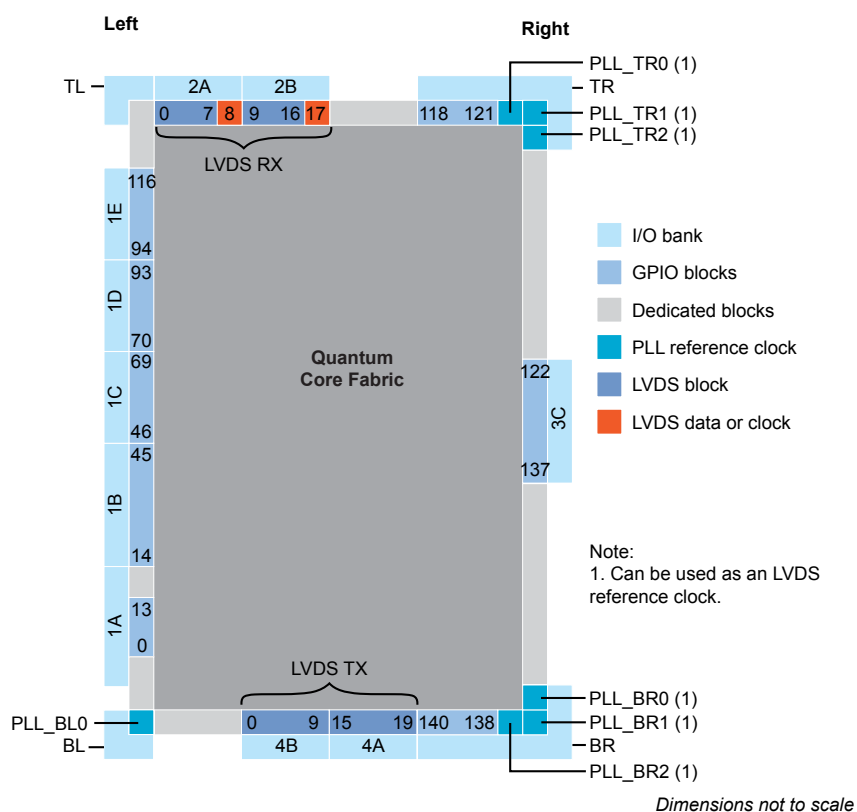 Left
Right
PLL_TR0 (1)
TL
2A
2B
TR
0 7 8 9 16 17
118 121
PLL_TR1 (1)
PLL_TR2 (1)
LVDS RX
116
1E
94
93
1D
70
69
1C
46
45
1B
14
13
1A
0
I/O bank
GPIO blocks
Dedicated blocks
PLL reference clock
LVDS block
LVDS data or clock
Quantum
Core Fabric
122
3C
137
Note:
1. Can be used as an LVDS
reference clock.
LVDS TX
PLL_BR0 (1)
PLL_BL0
0 9 15 19 140 138
PLL_BR1 (1)
BL
4B
4A
BR
PLL_BR2 (1)
Dimensions not to scale